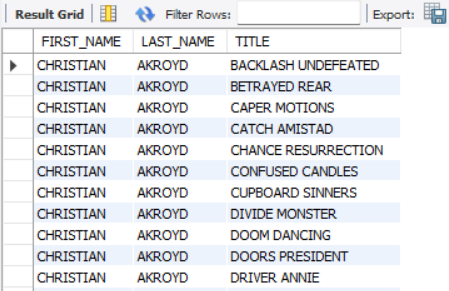 Result Grid Filter Rows: Export:
FIRST_NAME LAST_NAME TITLE
CHRISTIAN AKROYD BACKLASH UNDEFEATED
CHRISTIAN AKROYD BETRAYED REAR
CHRISTIAN AKROYD CAPER MOTIONS
CHRISTIAN AKROYD CATCH AMISTAD
CHRISTIAN AKROYD CHANCE RESURRECTION
CHRISTIAN AKROYD CONFUSED CANDLES
CHRISTIAN AKROYD CUPBOARD SINNERS
CHRISTIAN AKROYD DIVIDE MONSTER
CHRISTIAN AKROYD DOOM DANCING
CHRISTIAN AKROYD DOORS PRESIDENT
CHRISTIAN AKROYD DRIVER ANNIE